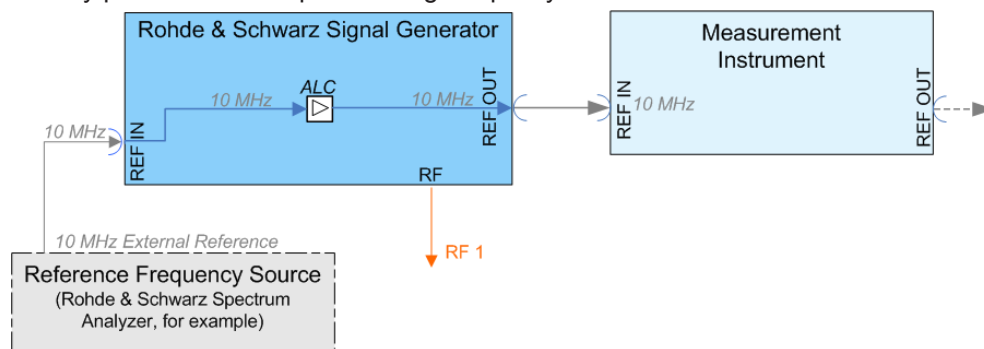 Rohde & Schwarz Signal Generator
Measurement
Instrument
ALC
10 MHz
10 MHz
10 MHz
10 MHz
REF IN
REF OUT
REF IN
REF OUT
RF
RF 1
10 MHz External Reference
Reference Frequency Source
(Rohde & Schwarz Spectrum
Analyzer, for example)